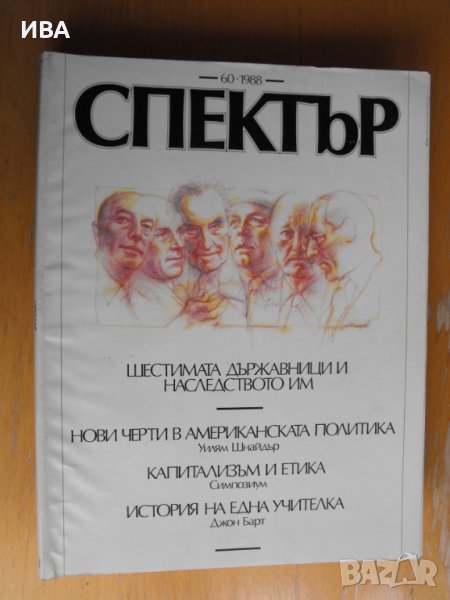 ИВА
60·1988
СПЕКТЪР
ШЕСТИМАТА ДЪРЖАВНИЦИ И
НАСЛЕДСТВОТО ИМ
НОВИ ЧЕРТИ В АМЕРИКАНСКАТА ПОЛИТИКА
Уилям Шнайдър
КАПИТАЛИЗЪМ И ЕТИКА
Симпозиум
ИСТОРИЯ НА ЕДНА УЧИТЕЛКА
Джон Барт
BAZAR